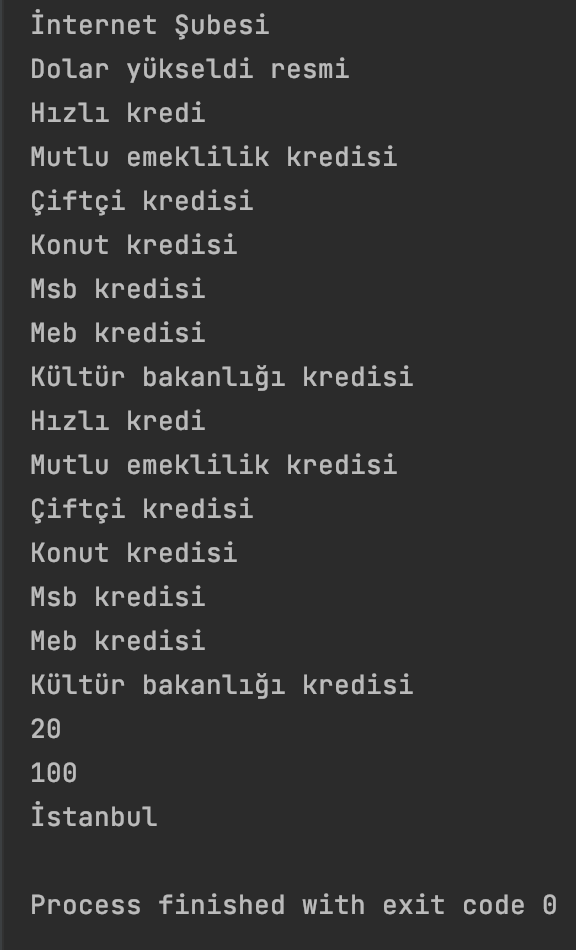 İnternet Şubesi
Dolar yükseldi resmi
Hızlı kredi
Mutlu emeklilik kredisi
Çiftçi kredisi
Konut kredisi
Msb kredisi
Meb kredisi
Kültür bakanlığı kredisi
Hızlı kredi
Mutlu emeklilik kredisi
Çiftçi kredisi
Konut kredisi
Msb kredisi
Meb kredisi
Kültür bakanlığı kredisi
20
100
İstanbul
Process finished with exit code 0